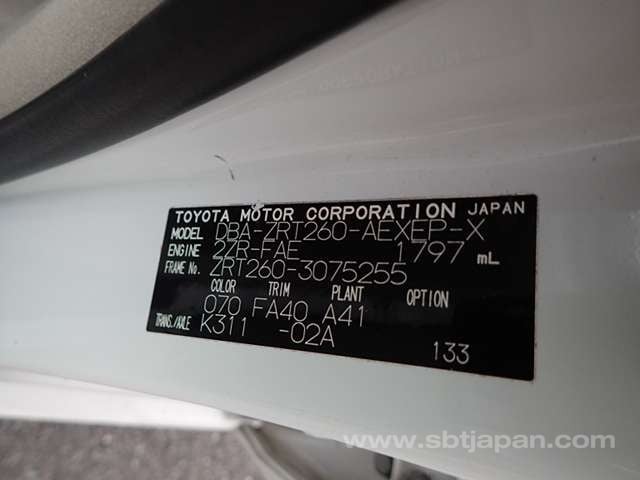 TOYOTA MOTOR CORPORATION JAPAN
MODEL DBA-ZRT260-AEXEP-X
ENGINE 2ZR-FAE 1797 mL
FRAME No. ZRT260-3075255
COLOR TRIM PLANT OPTION
070 FA40 A41
TRANS./AXLE K311 -02A
133
www.sbtjapan.com